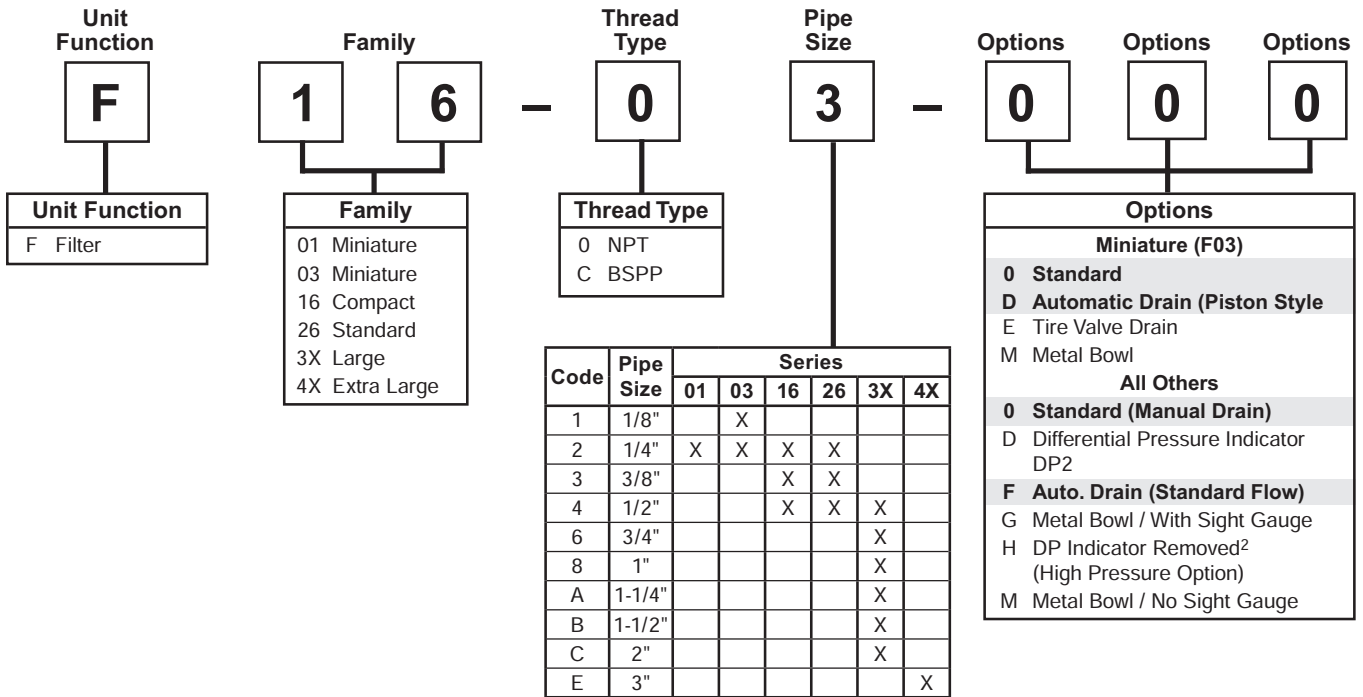 Unit
Function
Family
Thread
Type
Pipe
Size
Options
Options
Options
F
1
6
–
0
3
–
0
0
0
Unit Function
F Filter
Family
01 Miniature
03 Miniature
16 Compact
26 Standard
3X Large
4X Extra Large
Thread Type
0 NPT
C BSPP
Code Pipe Size Series
01 03 16 26 3X 4X
1 1/8" X
2 1/4" X X X X
3 3/8" X X
4 1/2" X X X
6 3/4" X
8 1" X
A 1-1/4" X
B 1-1/2" X
C 2" X
E 3" X
Options
Miniature (F03)
0 Standard
D Automatic Drain (Piston Style
E Tire Valve Drain
M Metal Bowl
All Others
0 Standard (Manual Drain)
D Differential Pressure Indicator
DP2
F Auto. Drain (Standard Flow)
G Metal Bowl / With Sight Gauge
H DP Indicator Removed2
(High Pressure Option)
M Metal Bowl / No Sight Gauge